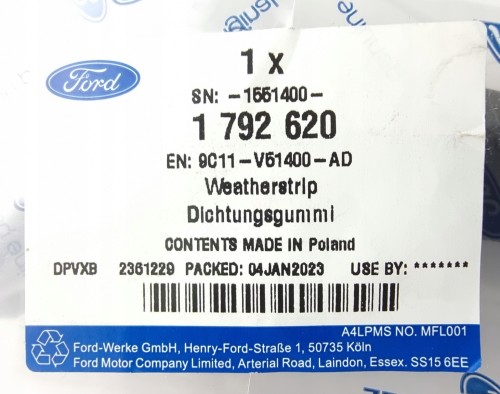 Ford
1 x
SN: -1551400-
1 792 620
EN: 9C11-V51400-AD
Weatherstrip
Dichtungsgummi
CONTENTS MADE IN Poland
DPVXB 2361229 PACKED: 04JAN2023 USE BY: *******
A4LPMS NO. MFL001
Ford-Werke GmbH, Henry-Ford-Straße 1, 50735 Köln
Ford Motor Company Limited, Arterial Road, Laindon, Essex. SS15 6EE